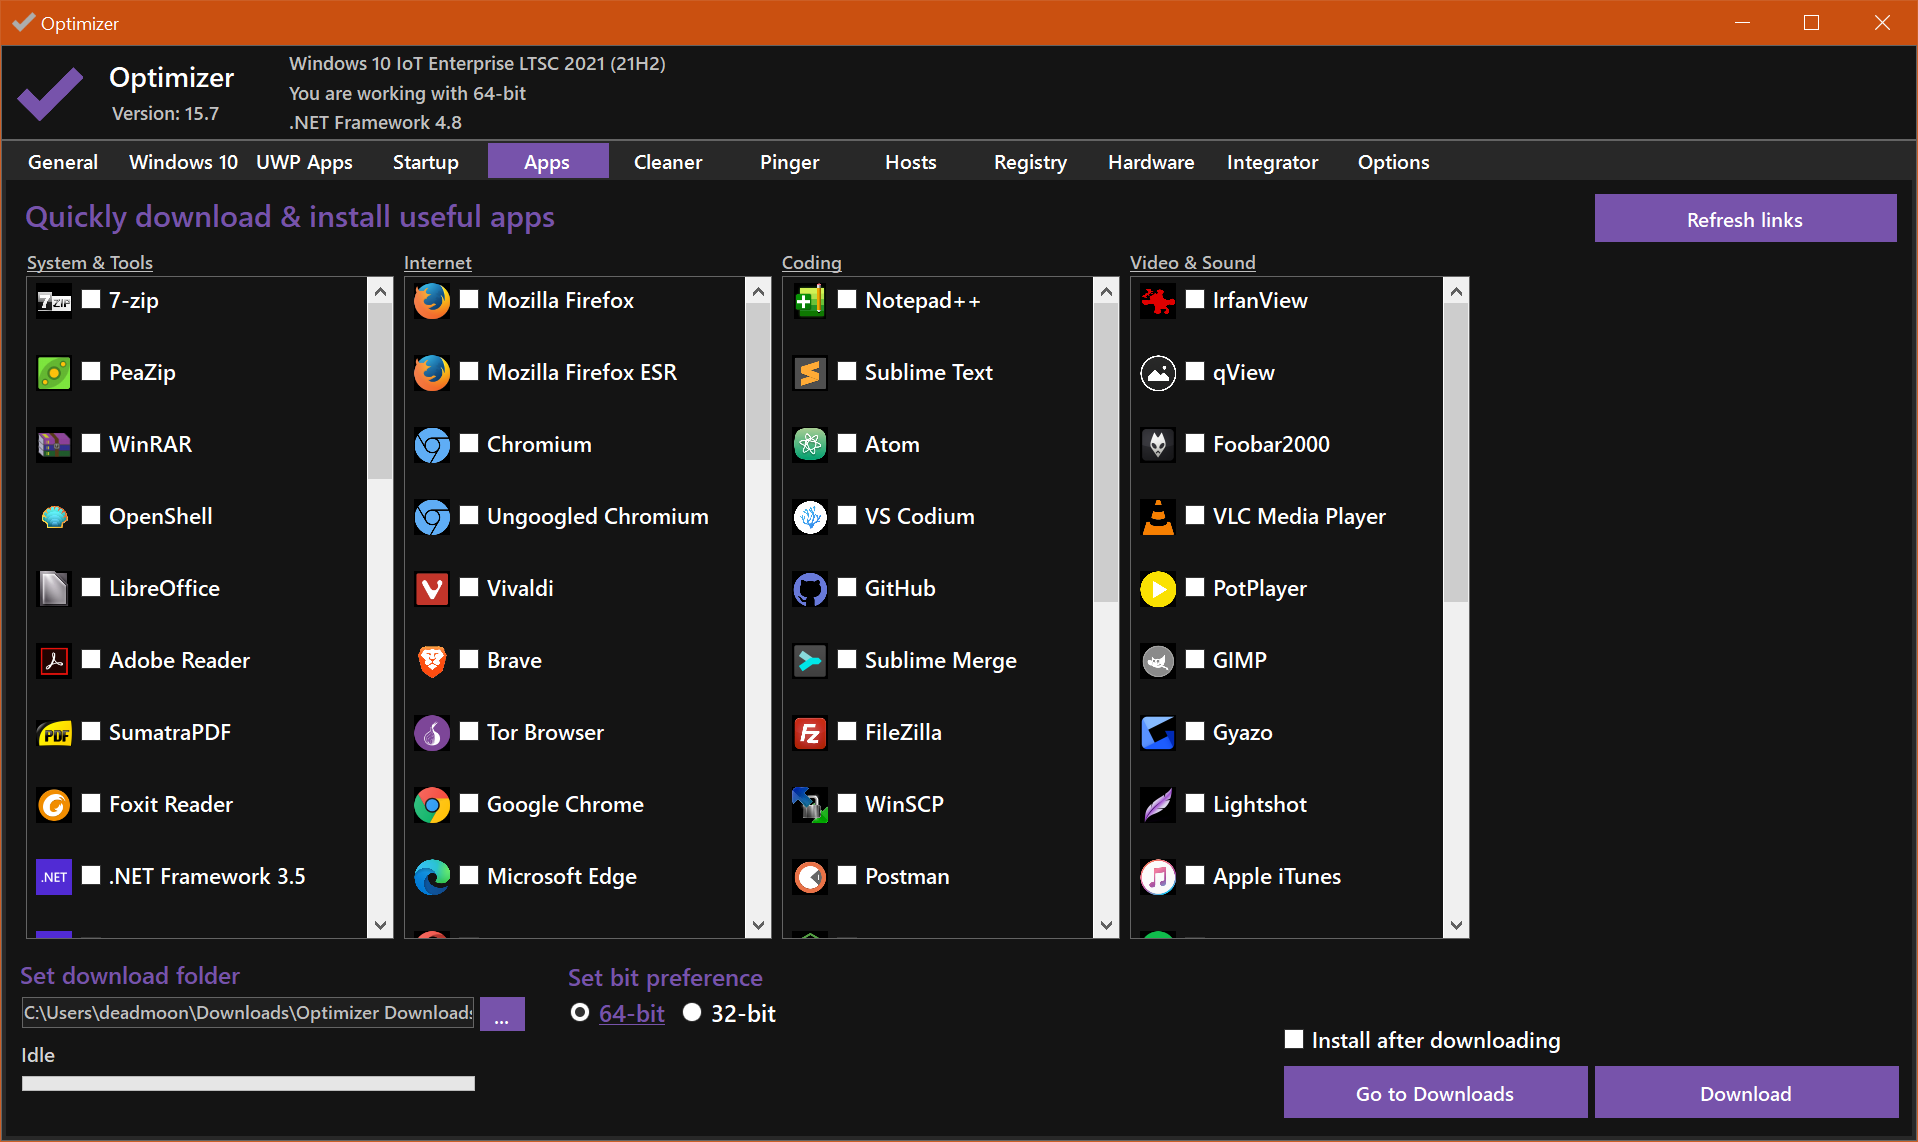 Optimizer
Optimizer
Version: 15.7
Windows 10 IoT Enterprise LTSC 2021 (21H2)
You are working with 64-bit
.NET Framework 4.8
General Windows 10 UWP Apps Startup Apps Cleaner Pinger Hosts Registry Hardware Integrator Options
Quickly download & install useful apps
Refresh links
System & Tools
7-zip
PeaZip
WinRAR
OpenShell
LibreOffice
Adobe Reader
SumatraPDF
Foxit Reader
.NET Framework 3.5
Internet
Mozilla Firefox
Mozilla Firefox ESR
Chromium
Ungoogled Chromium
Vivaldi
Brave
Tor Browser
Google Chrome
Microsoft Edge
Coding
Notepad++
Sublime Text
Atom
VS Codium
GitHub
Sublime Merge
FileZilla
WinSCP
Postman
Video & Sound
IrfanView
qView
Foobar2000
VLC Media Player
PotPlayer
GIMP
Gyazo
Lightshot
Apple iTunes
Set download folder
C:\Users\deadmoon\Downloads\Optimizer Downloads
...
Idle
Set bit preference
64-bit 32-bit
Install after downloading
Go to Downloads
Download